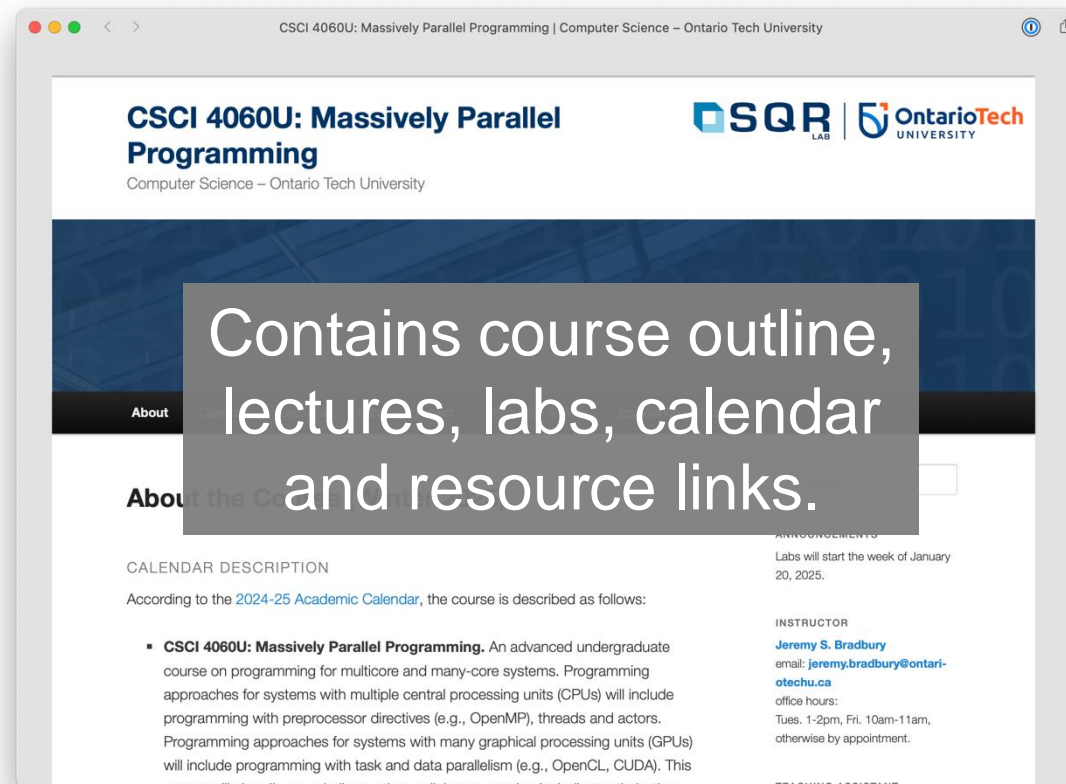 CSCI 4060U: Massively Parallel Programming | Computer Science – Ontario Tech University
CSCI 4060U: Massively Parallel
Programming
Computer Science – Ontario Tech University
SQR LAB
OntarioTech
UNIVERSITY
Contains course outline,
lectures, labs, calendar
and resource links.
About
About the Course
CALENDAR DESCRIPTION
According to the 2024-25 Academic Calendar, the course is described as follows:
▪ CSCI 4060U: Massively Parallel Programming. An advanced undergraduate
course on programming for multicore and many-core systems. Programming
approaches for systems with multiple central processing units (CPUs) will include
programming with preprocessor directives (e.g., OpenMP), threads and actors.
Programming approaches for systems with many graphical processing units (GPUs)
will include programming with task and data parallelism (e.g., OpenCL, CUDA). This
ANNOUNCEMENTS
Labs will start the week of January
20, 2025.
INSTRUCTOR
Jeremy S. Bradbury
email: jeremy.bradbury@ontari-
otechu.ca
office hours:
Tues. 1-2pm, Fri. 10am-11am,
otherwise by appointment.
TEACHING ASSISTANT